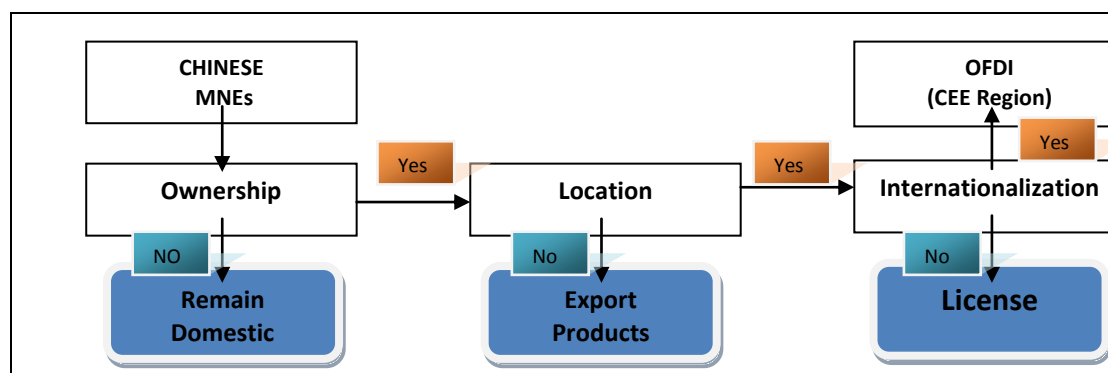 CHINESE
MNEs
OFDI
(CEE Region)
Yes
Yes
Yes
Ownership
Location
Internationalization
NO
No
No
Remain
Domestic
Export
Products
License